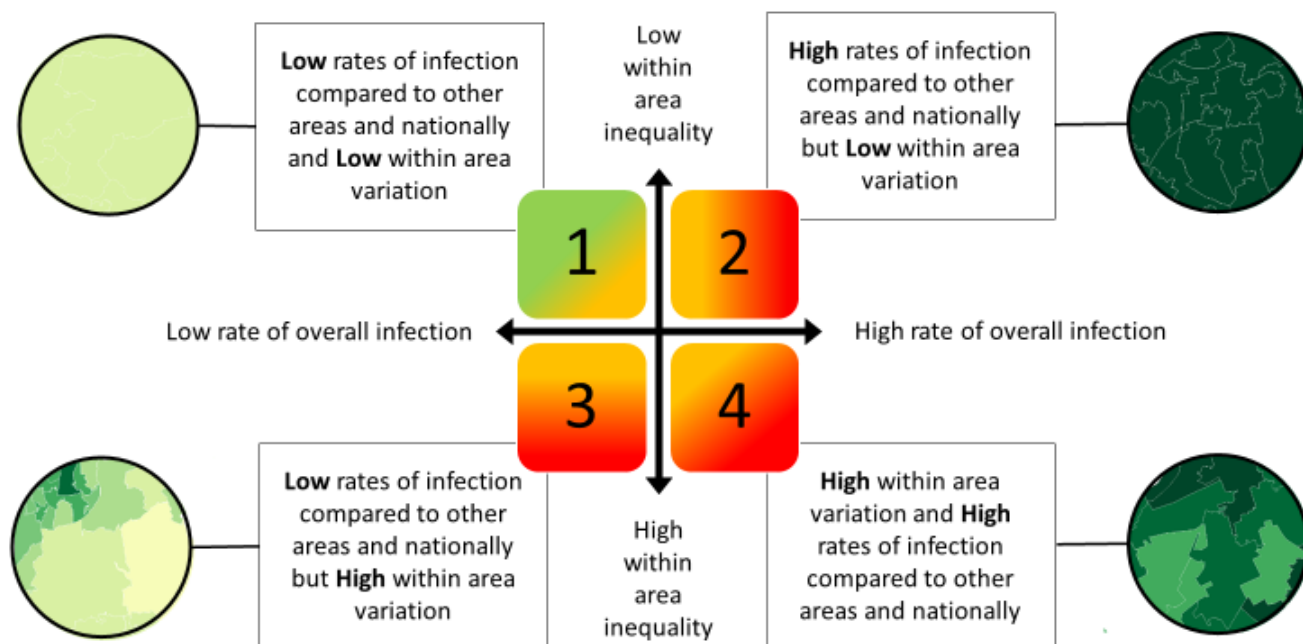 Low rates of infection
compared to other
areas and nationally
and Low within area
variation
Low
within
area
inequality
High rates of infection
compared to other
areas and nationally
but Low within area
variation
1
2
Low rate of overall infection
High rate of overall infection
3
4
Low rates of infection
compared to other
areas and nationally
but High within area
variation
High
within
area
inequality
High within area
variation and High
rates of infection
compared to other
areas and nationally